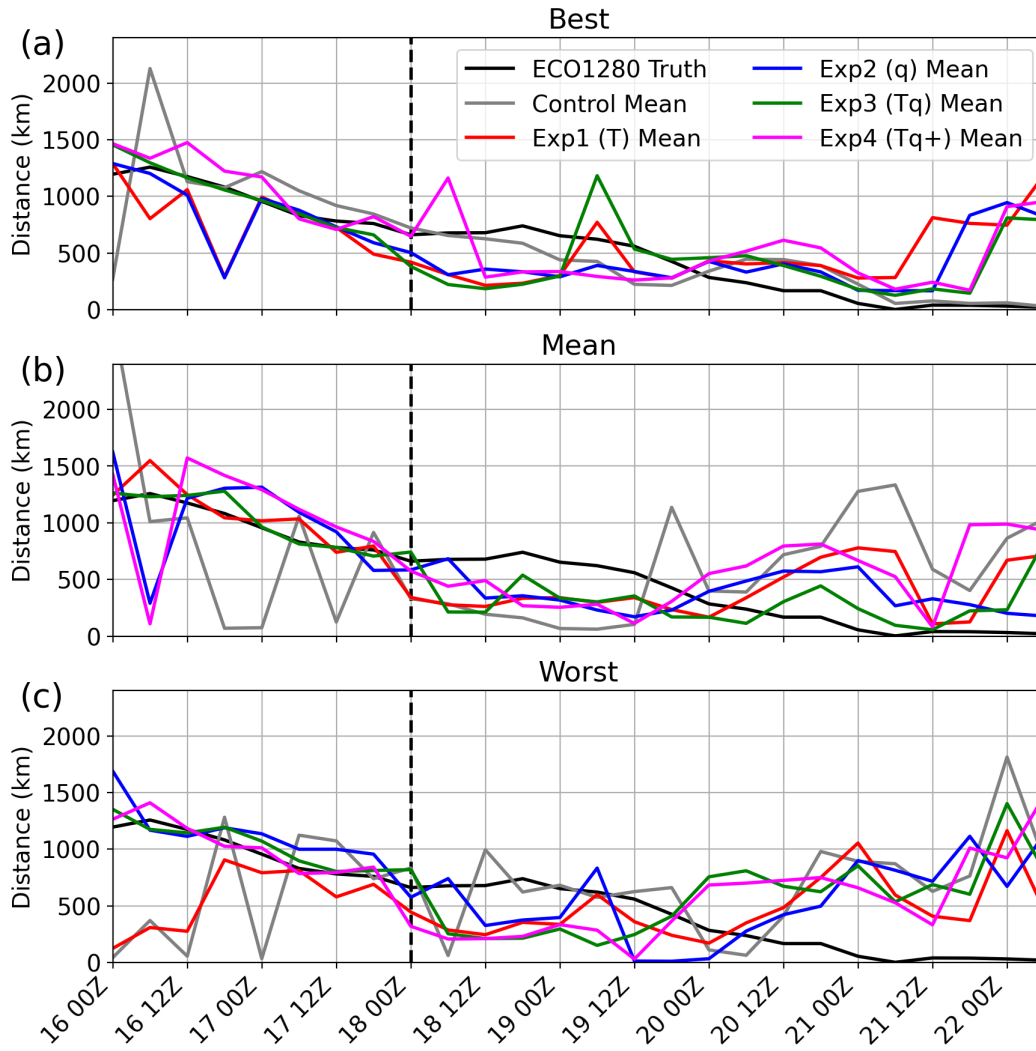 Best
(a)
Distance (km)
2000
1500
1000
500
0
ECO1280 Truth
Control Mean
Exp1 (T) Mean
Exp2 (q) Mean
Exp3 (Tq) Mean
Exp4 (Tq+) Mean
Mean
(b)
Distance (km)
2000
1500
1000
500
0
Worst
(c)
Distance (km)
2000
1500
1000
500
0
16 00Z
16 12Z
17 00Z
17 12Z
18 00Z
18 12Z
19 00Z
19 12Z
20 00Z
20 12Z
21 00Z
21 12Z
22 00Z